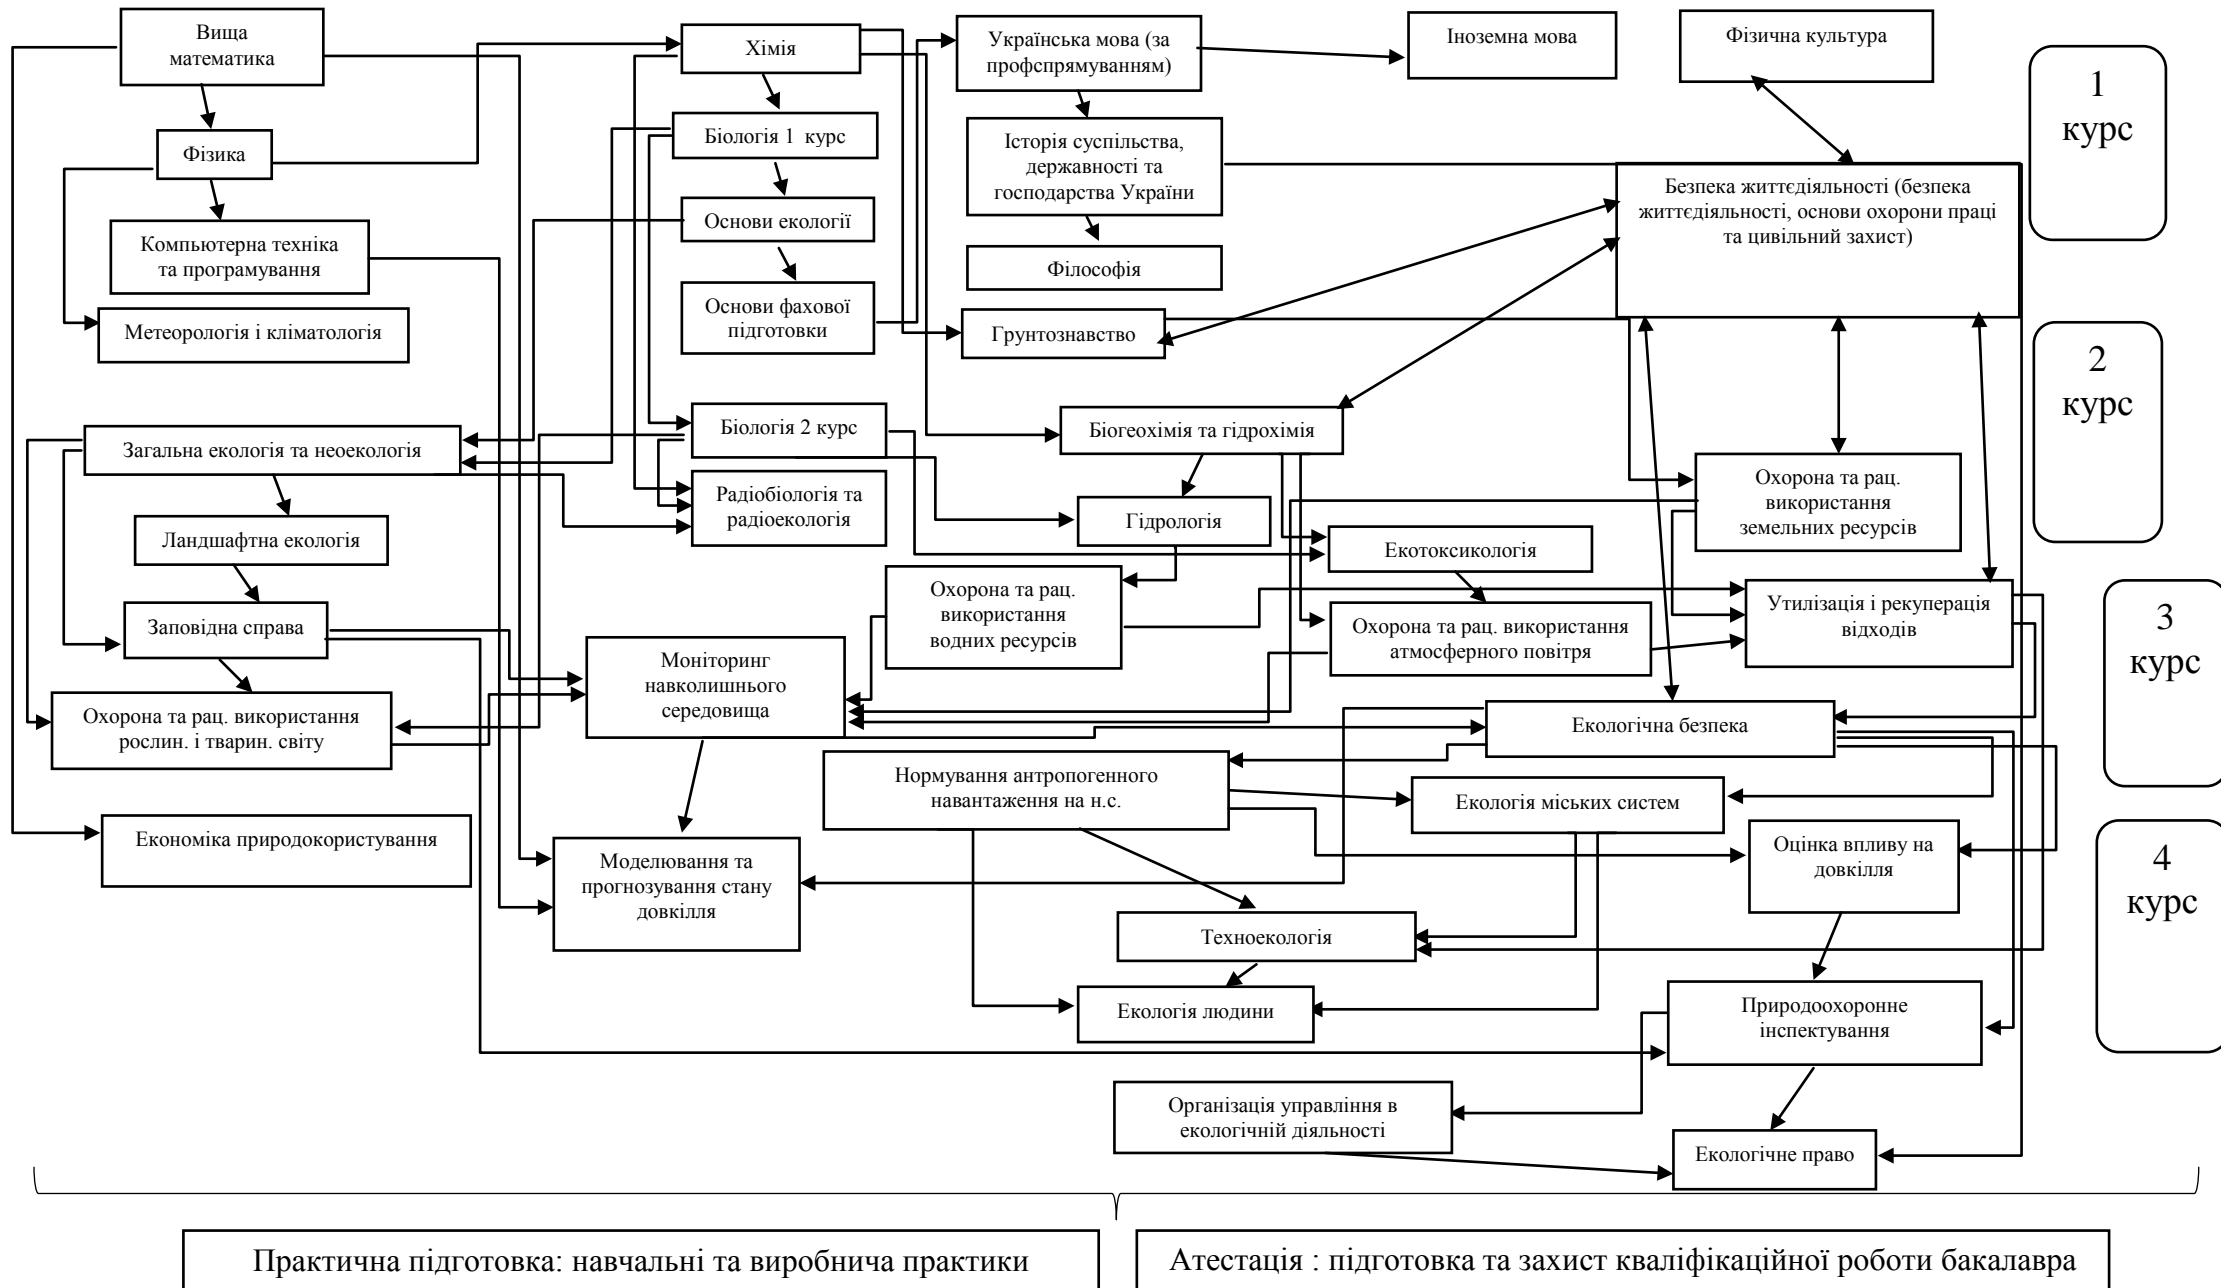 Вища
математика
Хімія
Українська мова (за
профспрямуванням)
Іноземна мова
Фізична культура
1
курс
Фізика
Біологія 1 курс
Історія суспільства,
державності та
господарства України
Безпека життєдіяльності (безпека
життєдіяльності, основи охорони праці
та цивільний захист)
Компьютерна техніка
та програмування
Основи екології
Філософія
Метеорологія і кліматологія
Основи фахової
підготовки
Грунтознавство
2
курс
Загальна екологія та неоекологія
Біологія 2 курс
Біогеохімія та гідрохімія
Радіобіологія та
радіоекологія
Гідрологія
Охорона та рац.
використання
земельних ресурсів
Ландшафтна екологія
Екотоксикологія
Заповідна справа
Охорона та рац.
використання
водних ресурсів
Охорона та рац. використання
атмосферного повітря
Утилізація і рекуперація
відходів
3
курс
Моніторинг
навколишнього
середовища
Охорона та рац. використання
рослин. і тварин. світу
Екологічна безпека
Нормування антропогенного
навантаження на н.с.
Екологія міських систем
Економіка природокористування
Моделювання та
прогнозування стану
довкілля
Оцінка впливу на
довкілля
4
курс
Техноекологія
Екологія людини
Природоохоронне
інспектування
Організація управління в
екологічній діяльності
Екологічне право
Практична підготовка: навчальні та виробнича практики
Атестація : підготовка та захист кваліфікаційної роботи бакалавра